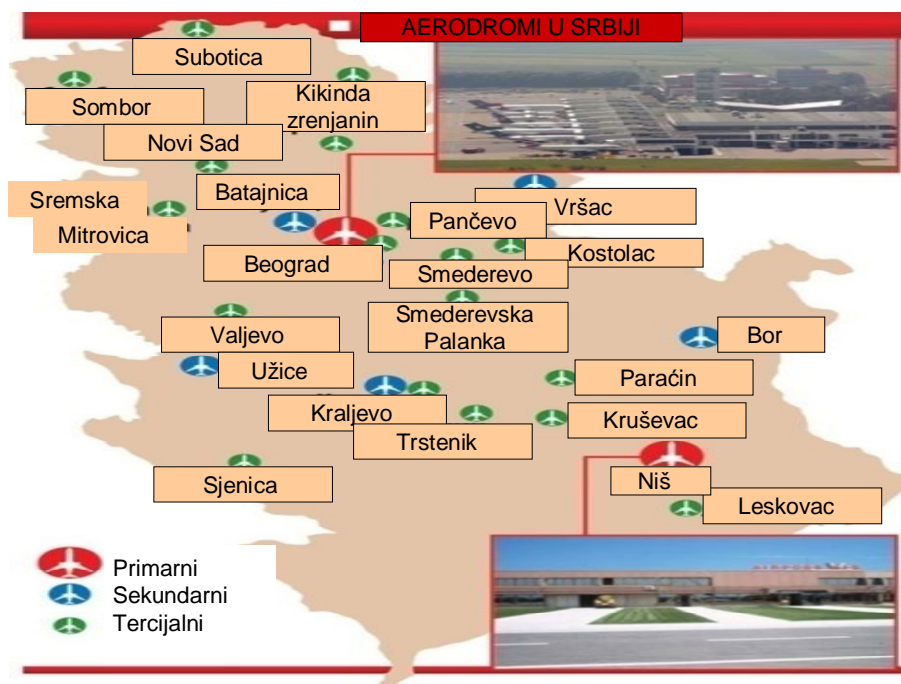 AERODROMI U SRBIJI
Subotica
Sombor
Kikinda
zrenjanin
Novi Sad
Sremska
Mitrovica
Batajnica
Vršac
Pančevo
Beograd
Kostolac
Smederevo
Valjevo
Smederevska
Palanka
Bor
Užice
Paraćin
Kraljevo
Kruševac
Trstenik
Sjenica
Niš
Leskovac
Primarni
Sekundarni
Tercijalni